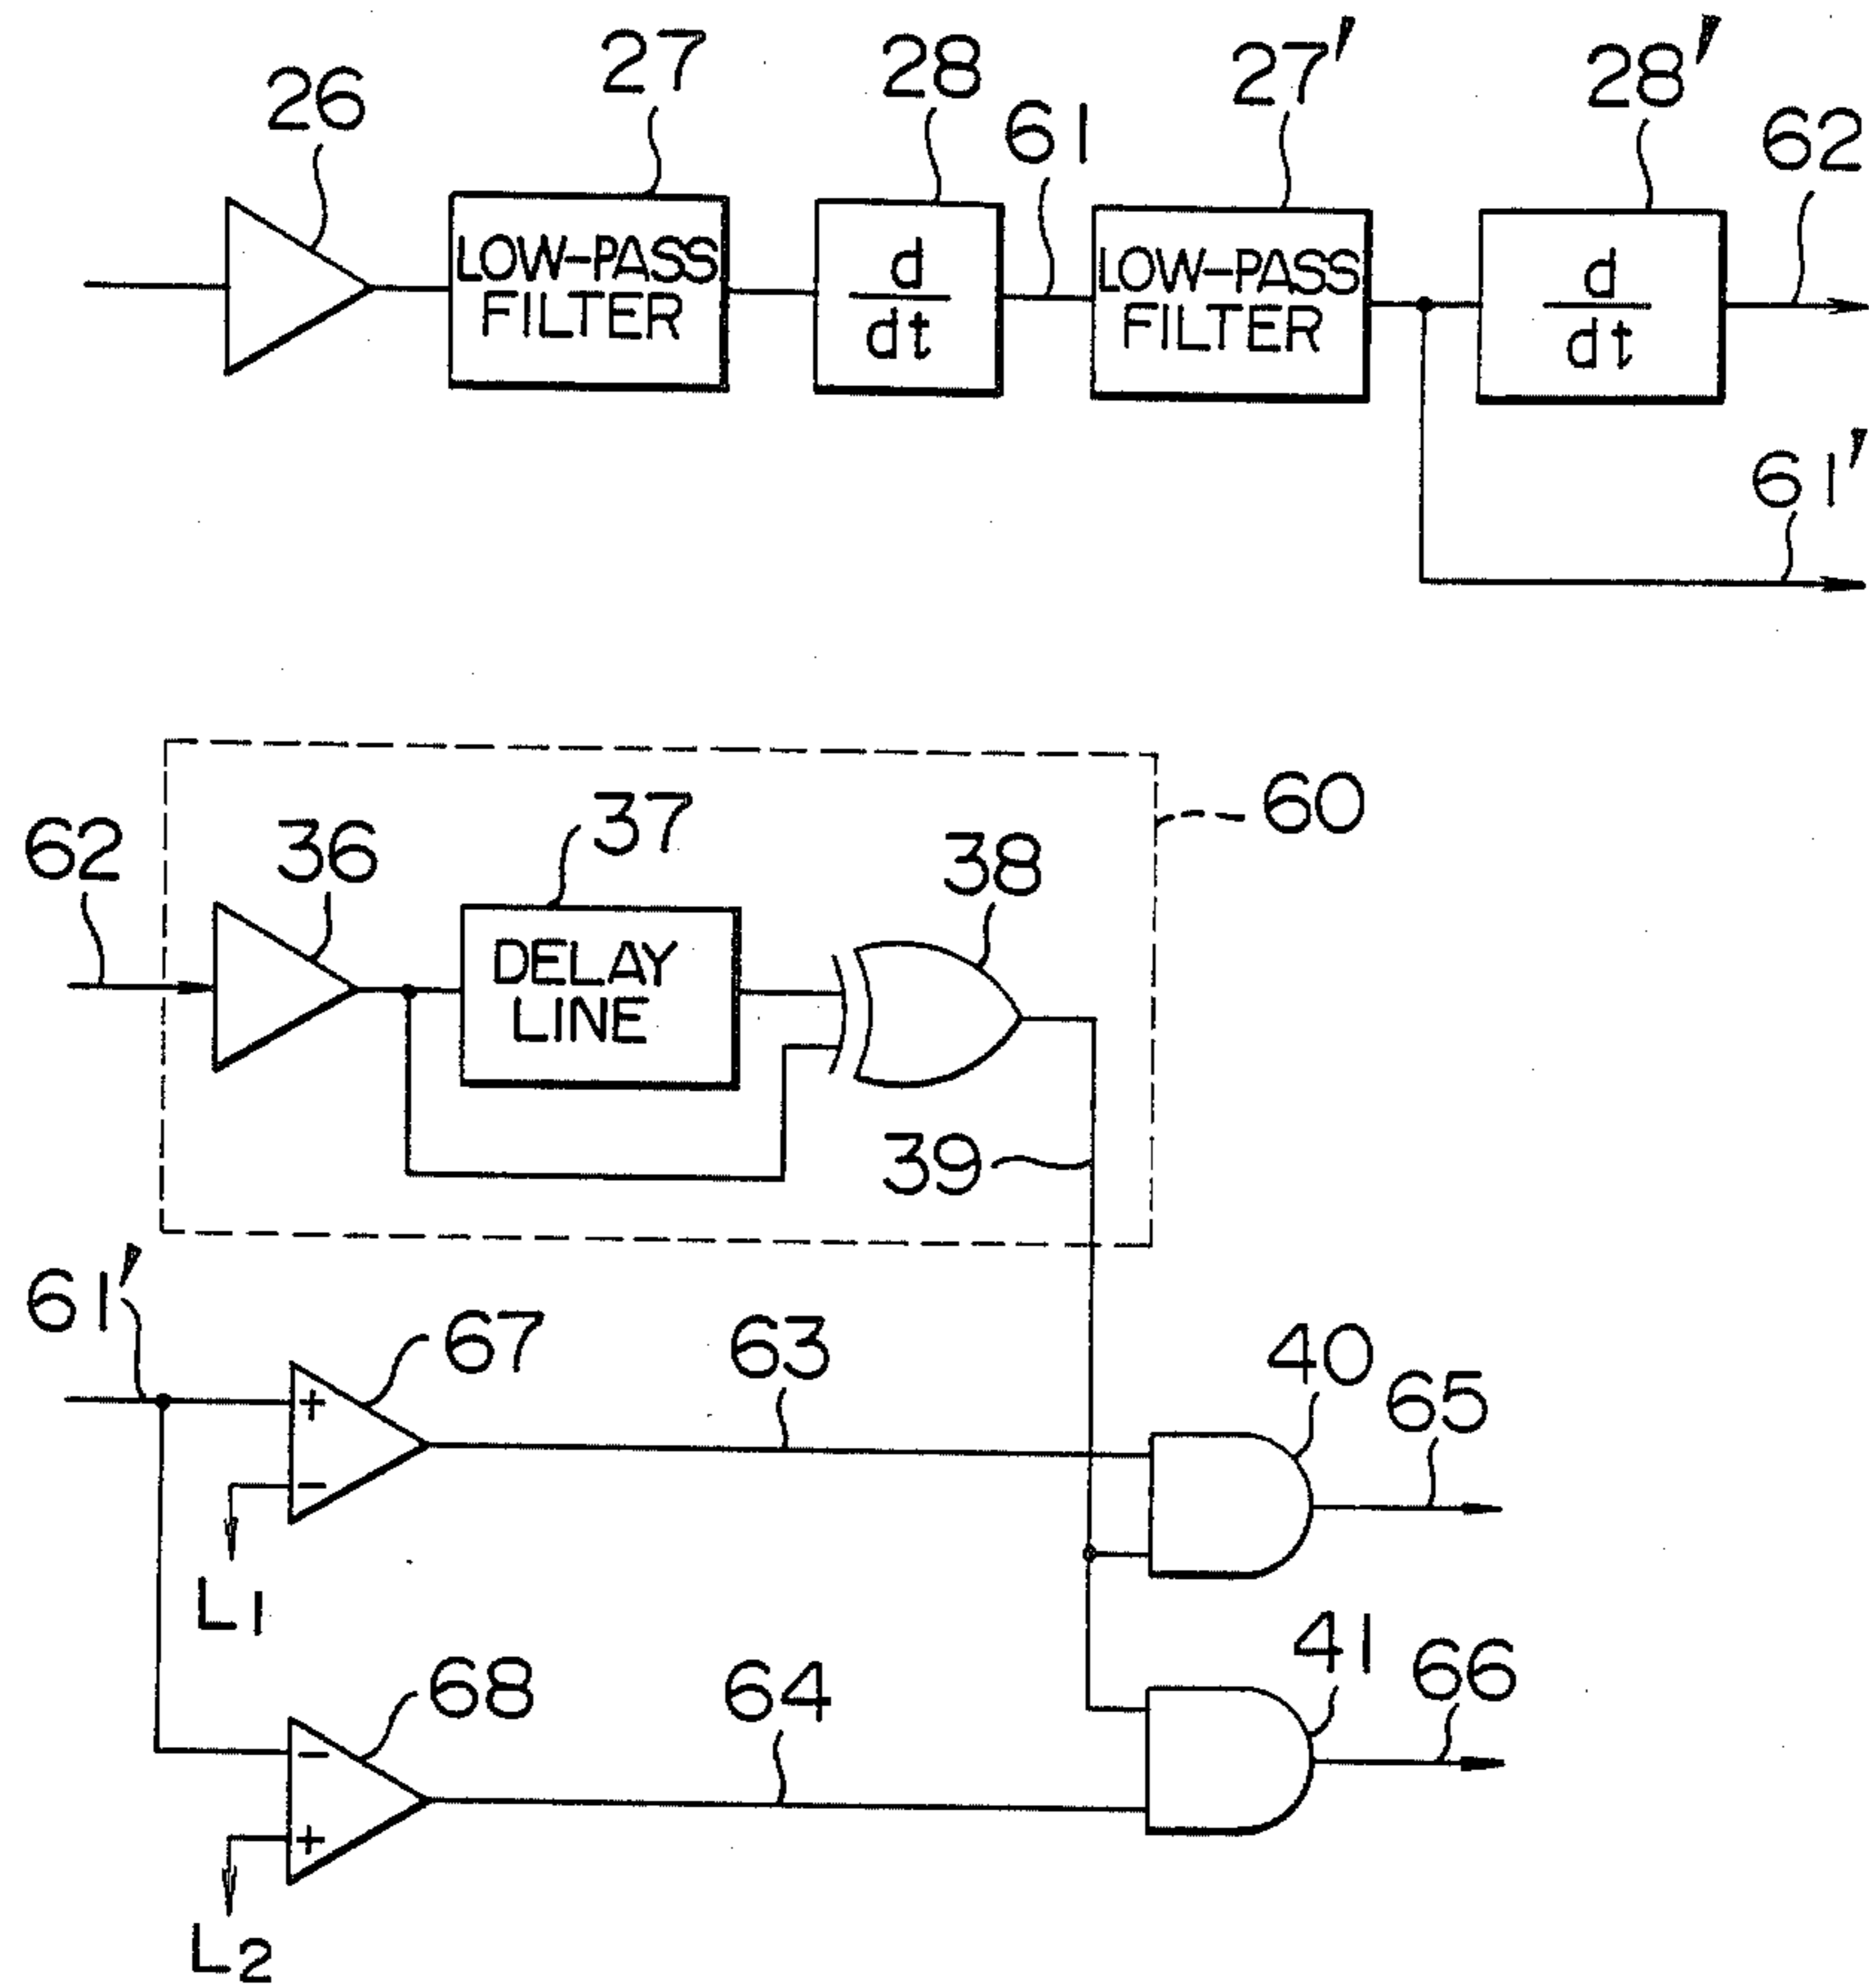 26
27
28
61
27'
28'
62
LOW-PASS
FILTER
d
dt
LOW-PASS
FILTER
d
dt
61'
60
62
36
37
38
DELAY
LINE
39
61'
67
63
40
65
+
−
L1
68
64
41
66
−
+
L2